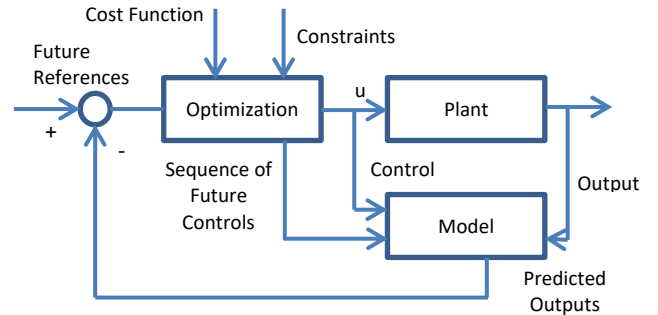 Cost Function
Constraints
Future
References
Optimization
u
Plant
+
-
Sequence of
Future
Controls
Control
Output
Model
Predicted
Outputs